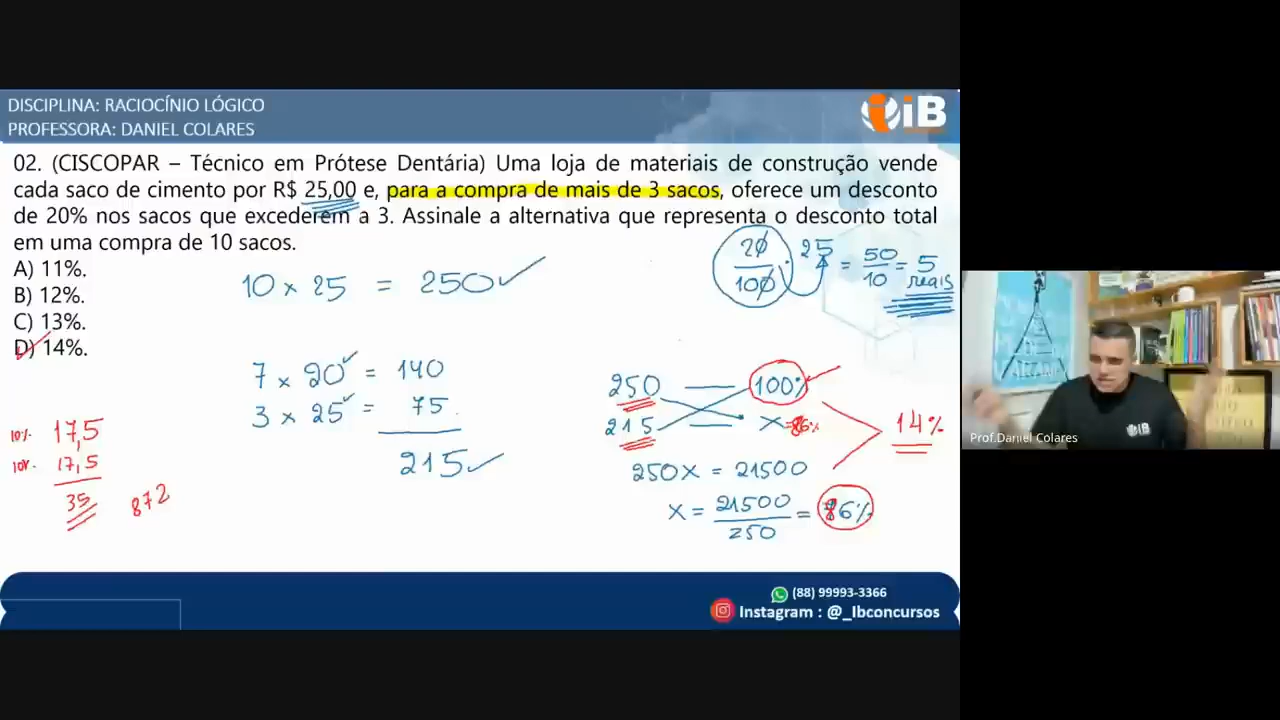 DISCIPLINA: RACIOCÍNIO LÓGICO
PROFESSORA: DANIEL COLARES
iB
02. (CISCOPAR – Técnico em Prótese Dentária) Uma loja de materiais de construção vende
cada saco de cimento por R$ 25,00 e, para a compra de mais de 3 sacos, oferece um desconto
de 20% nos sacos que excederem a 3. Assinale a alternativa que representa o desconto total
em uma compra de 10 sacos.
A) 11%.
B) 12%.
C) 13%.
D) 14%.
10 x 25 = 250
20/100 . 25 = 50/10 = 5 reais
7 x 20 = 140
3 x 25 = 75
215
250 — 100%
215 — x = 86%
14%
250x = 21500
x = 21500/250 = 86%
10% 17,5
10% 17,5
35
872
Prof.Daniel Colares
iB
(88) 99993-3366
Instagram : @_Ibconcursos